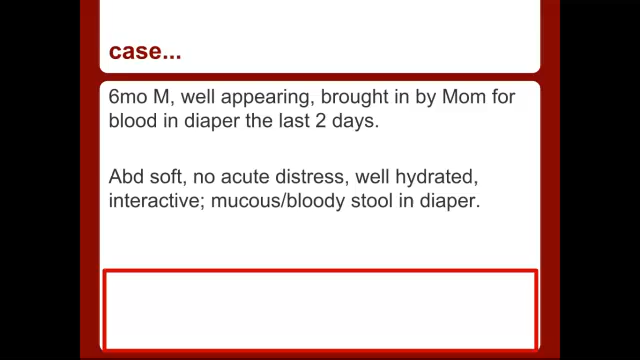 case...
6mo M, well appearing, brought in by Mom for
blood in diaper the last 2 days.
Abd soft, no acute distress, well hydrated,
interactive; mucous/bloody stool in diaper.